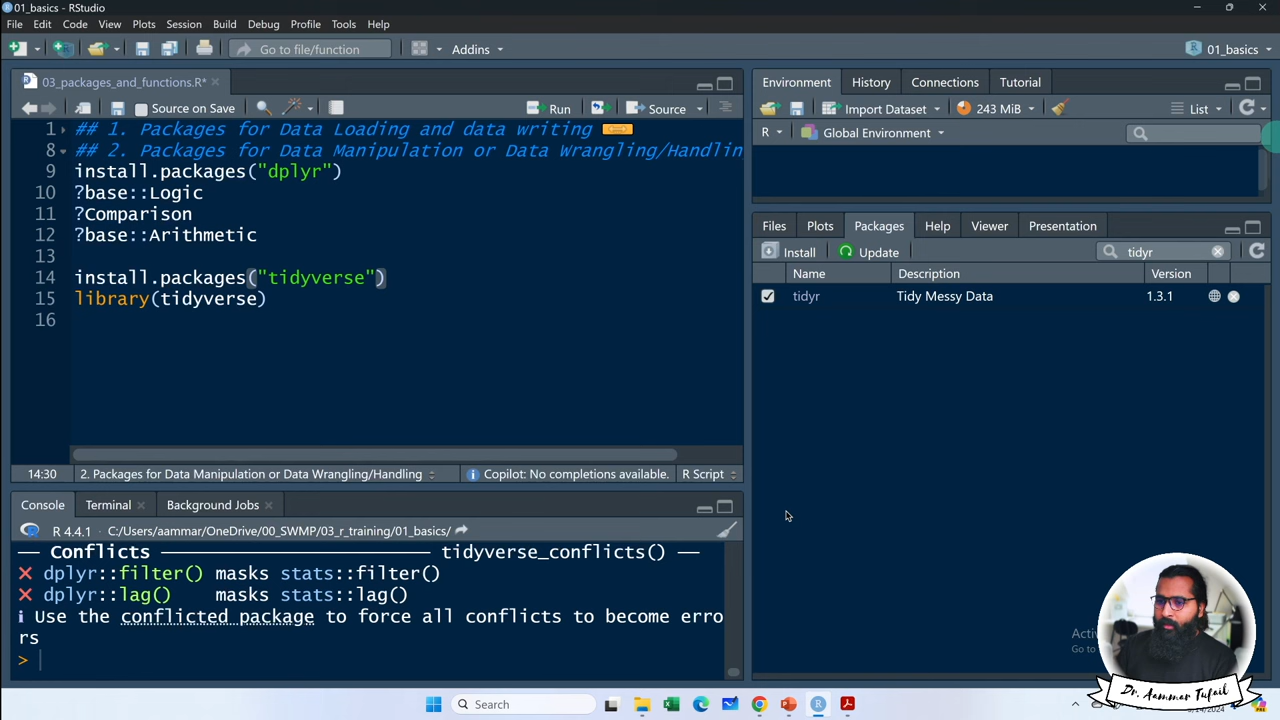 01_basics - RStudio
File Edit Code View Plots Session Build Debug Profile Tools Help
Go to file/function Addins 01_basics
03_packages_and_functions.R*
Source on Save Run Source
1 ## 1. Packages for Data Loading and data writing
8 ## 2. Packages for Data Manipulation or Data Wrangling/Handlin
9 install.packages("dplyr")
10 ?base::Logic
11 ?Comparison
12 ?base::Arithmetic
13
14 install.packages("tidyverse")
15 library(tidyverse)
16
14:30 2. Packages for Data Manipulation or Data Wrangling/Handling Copilot: No completions available. R Script
Console Terminal Background Jobs
R 4.4.1 · C:/Users/aammar/OneDrive/00_SWMP/03_r_training/01_basics/
── Conflicts ──────────────── tidyverse_conflicts() ──
✖ dplyr::filter() masks stats::filter()
✖ dplyr::lag() masks stats::lag()
ℹ Use the conflicted package to force all conflicts to become erro
rs
>
Environment History Connections Tutorial
Import Dataset 243 MiB List
R Global Environment
Files Plots Packages Help Viewer Presentation
Install Update tidyr
Name Description Version
tidyr Tidy Messy Data 1.3.1
Dr. Aammar Tufail
Search